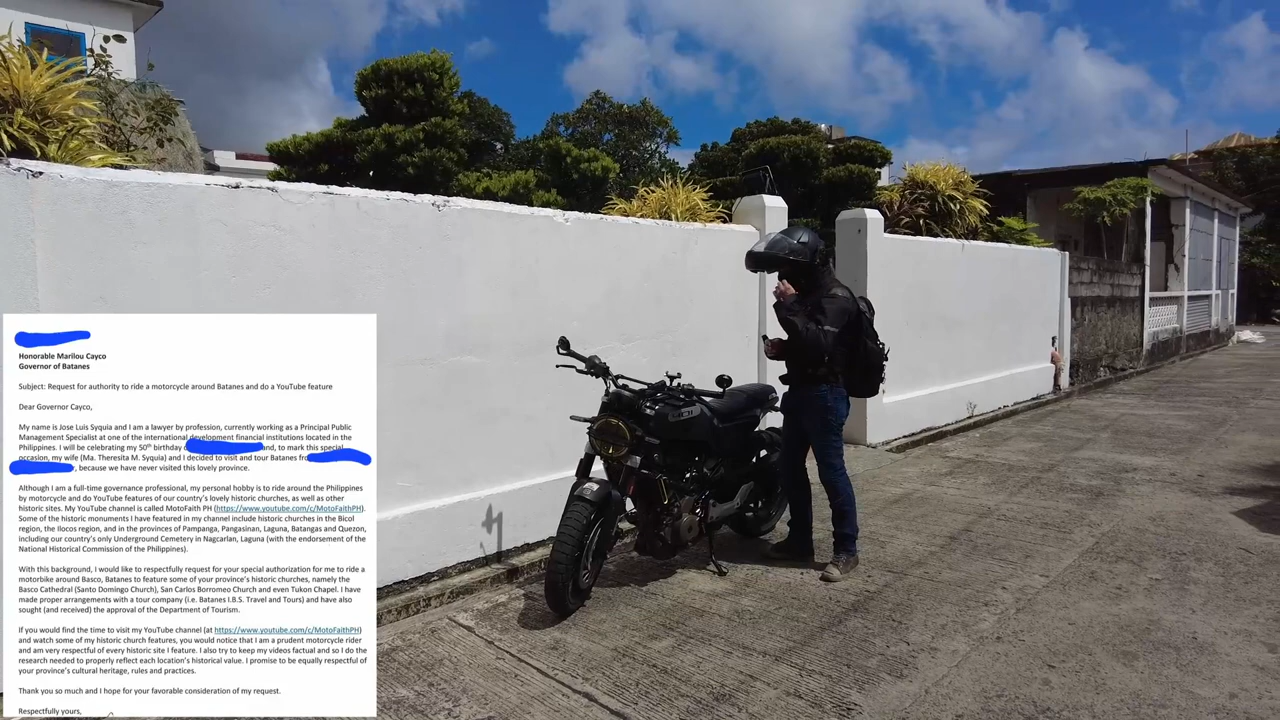 Honorable Marilou Cayco
Governor of Batanes
Subject: Request for authority to ride a motorcycle around Batanes and do a YouTube feature
Dear Governor Cayco,
My name is Jose Luis Syquia and I am a lawyer by profession, currently working as a Principal Public
Management Specialist at one of the international development financial institutions located in the
Philippines. I will be celebrating my 50th birthday and, to mark this special
occasion, my wife (Ma. Theresita M. Syquia) and I decided to visit and tour Batanes
, because we have never visited this lovely province.
Although I am a full-time governance professional, my personal hobby is to ride around the Philippines
by motorcycle and do YouTube features of our country's lovely historic churches, as well as other
historic sites. My YouTube channel is called MotoFaith PH (https://www.youtube.com/c/MotoFaithPH).
Some of the historic monuments I have featured in my channel include historic churches in the Bicol
region, the Ilocos region, and in the provinces of Pampanga, Pangasinan, Laguna, Batangas and Quezon,
including our country's only Underground Cemetery in Nagcarlan, Laguna (with the endorsement of the
National Historical Commission of the Philippines).
With this background, I would like to respectfully request for your special authorization for me to ride a
motorbike around Basco, Batanes to feature some of your province's historic churches, namely the
Basco Cathedral (Santo Domingo Church), San Carlos Borromeo Church and even Tukon Chapel. I have
made proper arrangements with a tour company (i.e. Batanes I.B.S. Travel and Tours) and have also
sought (and received) the approval of the Department of Tourism.
If you would find the time to visit my YouTube channel (at https://www.youtube.com/c/MotoFaithPH)
and watch some of my historic church features, you would notice that I am a prudent motorcycle rider
and am very respectful of every historic site I feature. I also try to keep my videos factual and so I do the
research needed to properly reflect each location's historical value. I promise to be equally respectful of
your province's cultural heritage, rules and practices.
Thank you so much and I hope for your favorable consideration of my request.
Respectfully yours,
401